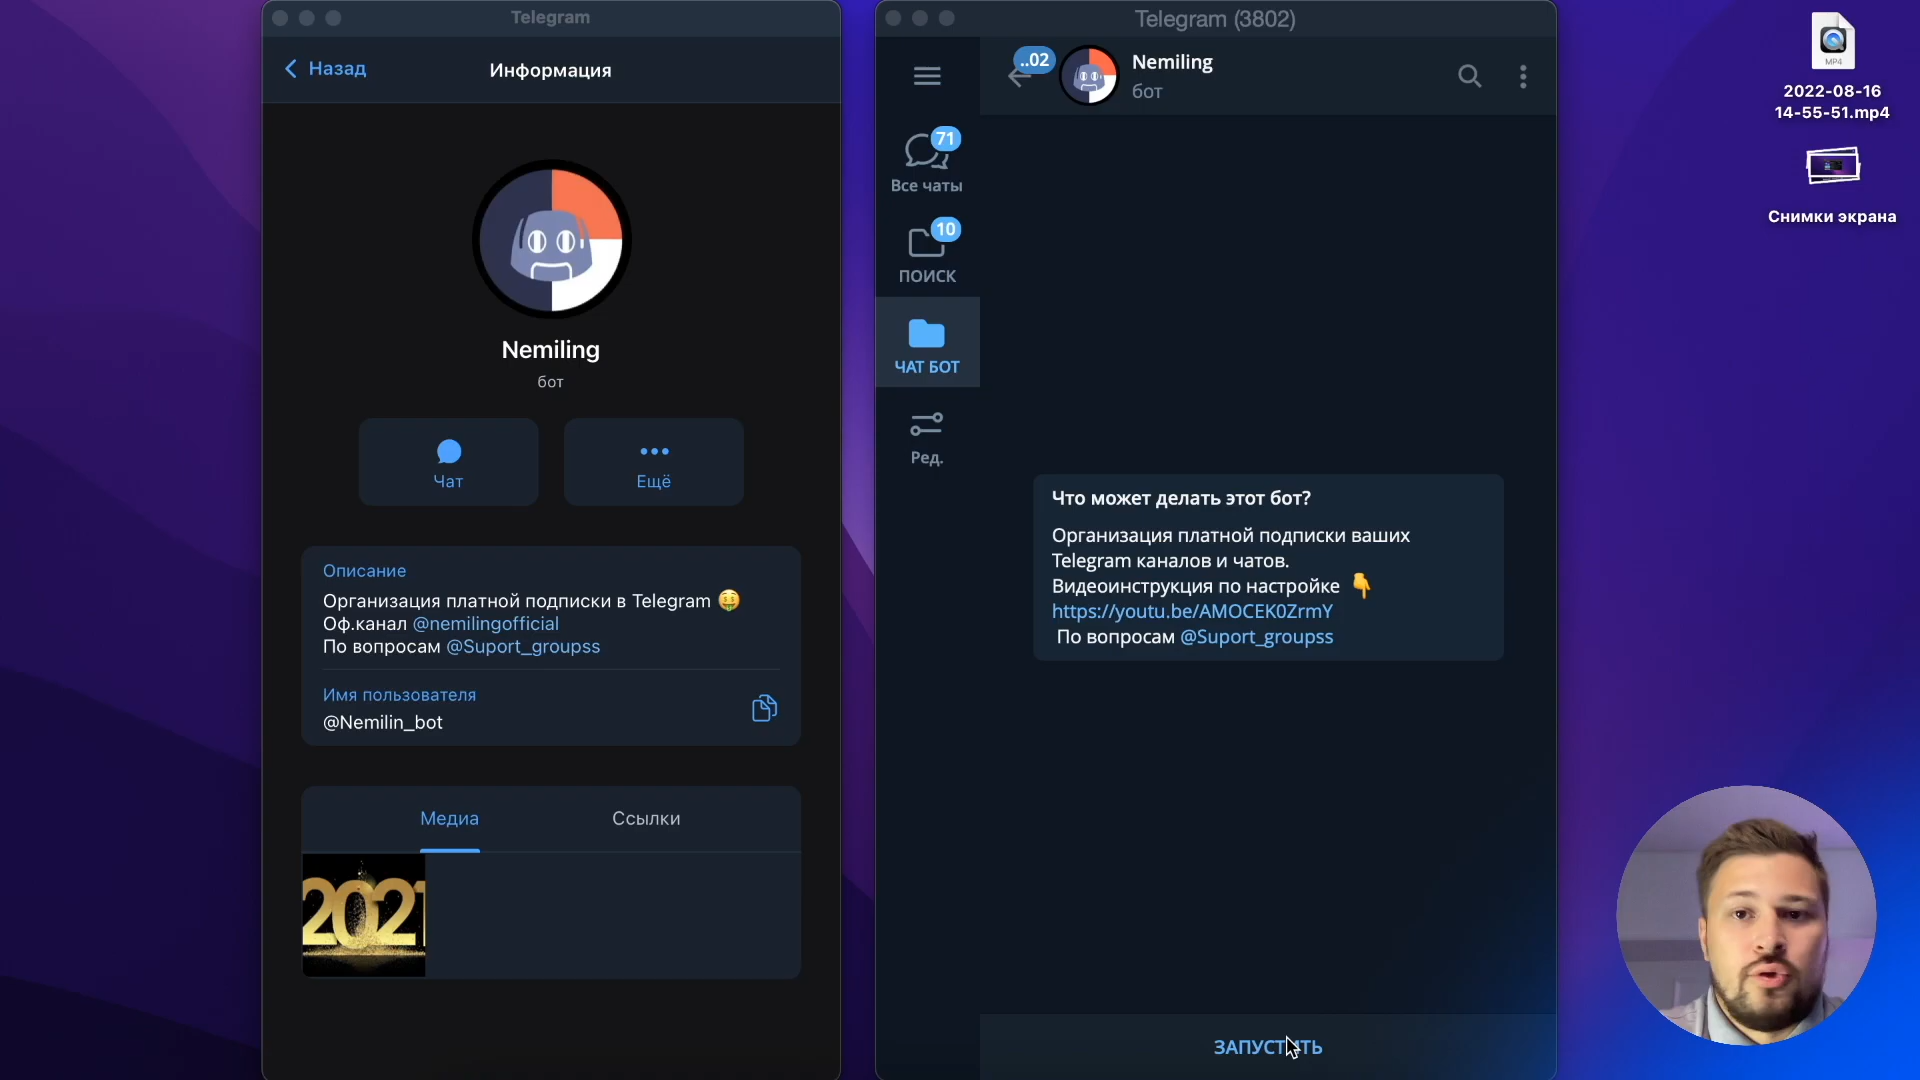 Telegram
Назад
Информация
Nemiling
бот
Чат
Ещё
Описание
Организация платной подписки в Telegram 🤑
Оф.канал @nemilingofficial
По вопросам @Suport_groupss
Имя пользователя
@Nemilin_bot
Медиа
Ссылки
2021
Telegram (3802)
..02
Nemiling
бот
71
Все чаты
10
ПОИСК
ЧАТ БОТ
Ред.
Что может делать этот бот?
Организация платной подписки ваших
Telegram каналов и чатов.
Видеоинструкция по настройке 👇
https://youtu.be/AMOCEK0ZrmY
По вопросам @Suport_groupss
ЗАПУСТИТЬ
MP4
2022-08-16
14-55-51.mp4
Снимки экрана